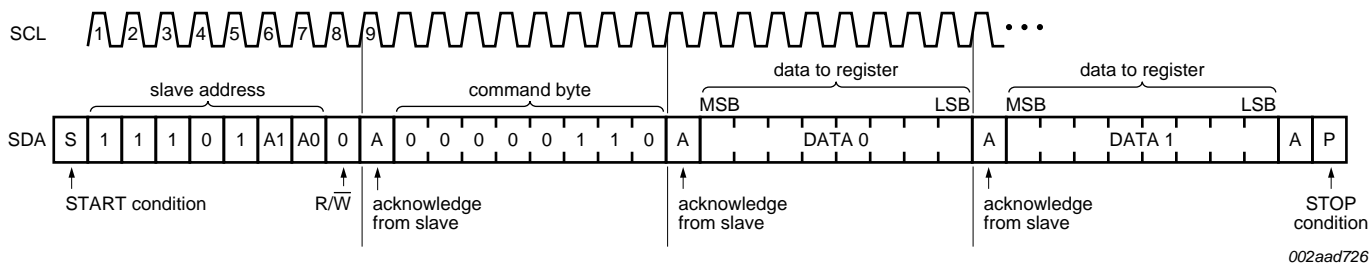 SCL 1 2 3 4 5 6 7 8 9
slave address command byte data to register data to register
MSB LSB MSB LSB
SDA S 1 1 1 0 1 A1 A0 0 A 0 0 0 0 0 1 1 0 A DATA 0 A DATA 1 A P
START condition R/W̅ acknowledge from slave acknowledge from slave acknowledge from slave STOP condition
002aad726